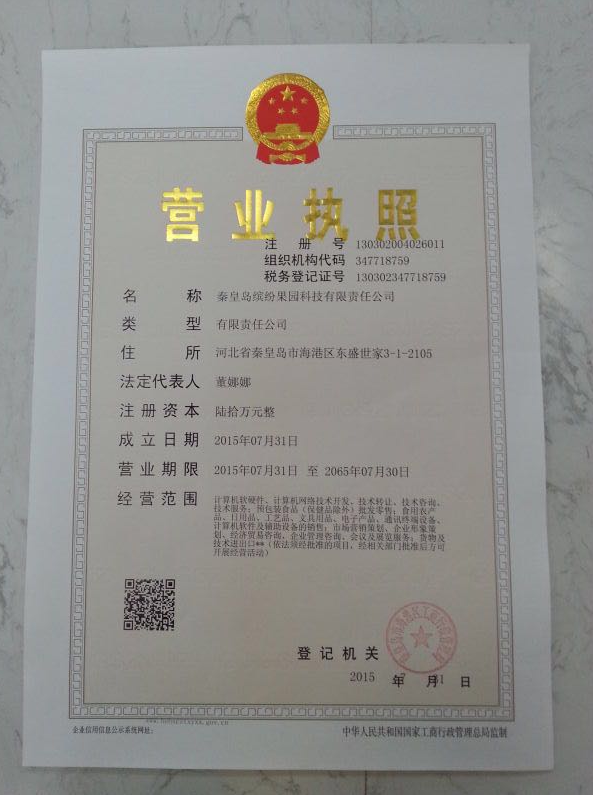 营业执照
注册号 130302004026011
组织机构代码 347718759
税务登记证号 130302347718759
名称 秦皇岛缤纷果园科技有限责任公司
类型 有限责任公司
住所 河北省秦皇岛市海港区东盛世家3-1-2105
法定代表人 董娜娜
注册资本 陆拾万元整
成立日期 2015年07月31日
营业期限 2015年07月31日 至 2065年07月30日
经营范围 计算机软硬件、计算机网络技术开发、技术转让、技术咨询、
技术服务；预包装食品（保健品除外）批发零售；食用农产
品、日用品、工艺品、文具用品、电子产品、通讯终端设备、
计算机软件及辅助设备的销售；市场营销策划、企业形象策
划、经济贸易咨询、企业管理咨询、会议及展览服务；货物及
技术进出口**（依法须经批准的项目，经相关部门批准后方可
开展经营活动）
登记机关
2015 年 月 31 日
企业信用信息公示系统网址：
中华人民共和国国家工商行政管理总局监制